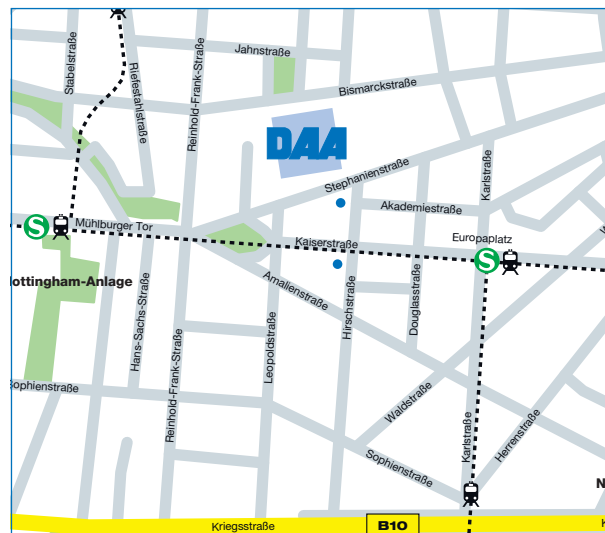 Jahnstraße
Stabelstraße
Riefestahlstraße
Reinhold-Frank-Straße
Bismarckstraße
DAA
Stephanienstraße
Karlstraße
Akademiestraße
S
Mühlburger Tor
Kaiserstraße
Europaplatz
S
ottingham-Anlage
Amalienstraße
Hans-Sachs-Straße
Reinhold-Frank-Straße
Leopoldstraße
Hirschstraße
Douglasstraße
Sophienstraße
Waldstraße
Karlstraße
Herrenstraße
Sophienstraße
N
Kriegsstraße
B10
K